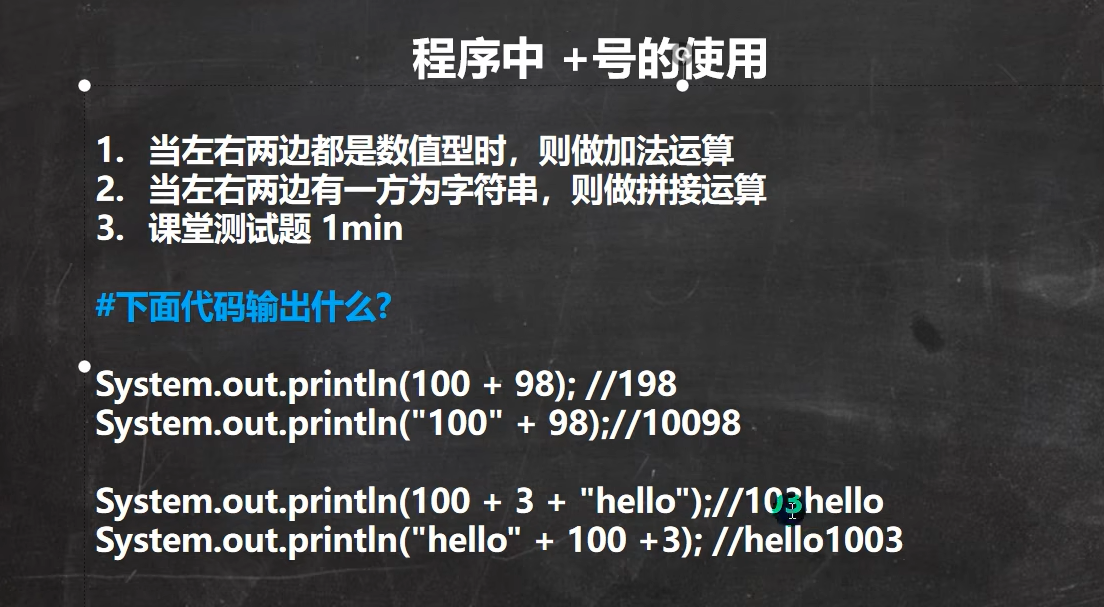 程序中 +号的使用
1. 当左右两边都是数值型时，则做加法运算
2. 当左右两边有一方为字符串，则做拼接运算
3. 课堂测试题 1min
#下面代码输出什么?
System.out.println(100 + 98); //198
System.out.println("100" + 98);//10098
System.out.println(100 + 3 + "hello");//103hello
System.out.println("hello" + 100 +3); //hello1003